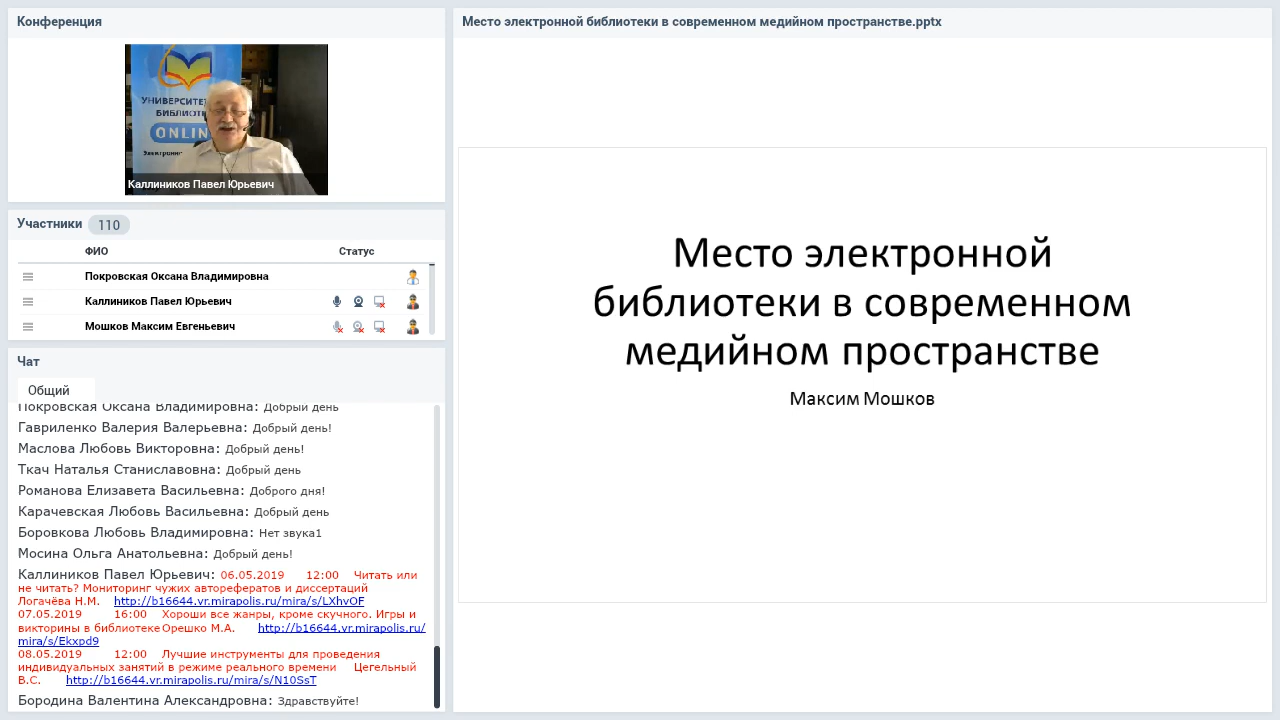 Конференция
УНИВЕРСИТЕ
БИБЛИОТ
ONLIN
Электронн
Каллиников Павел Юрьевич
Участники 110
ФИО Статус
Покровская Оксана Владимировна
Каллиников Павел Юрьевич
Мошков Максим Евгеньевич
Чат
Общий
Покровская Оксана Владимировна: Добрый день
Гавриленко Валерия Валерьевна: Добрый день!
Маслова Любовь Викторовна: Добрый день!
Ткач Наталья Станиславовна: Добрый день
Романова Елизавета Васильевна: Доброго дня!
Карачевская Любовь Васильевна: Добрый день
Боровкова Любовь Владимировна: Нет звука1
Мосина Ольга Анатольевна: Добрый день!
Каллиников Павел Юрьевич: 06.05.2019 12:00 Читать или
не читать? Мониторинг чужих авторефератов и диссертаций
Логачёва Н.М. http://b16644.vr.mirapolis.ru/mira/s/LXhvOF
07.05.2019 16:00 Хороши все жанры, кроме скучного. Игры и
викторины в библиотеке Орешко М.А. http://b16644.vr.mirapolis.ru/
mira/s/Ekxpd9
08.05.2019 12:00 Лучшие инструменты для проведения
индивидуальных занятий в режиме реального времени Цегельный
В.С. http://b16644.vr.mirapolis.ru/mira/s/N10SsT
Бородина Валентина Александровна: Здравствуйте!
Место электронной библиотеки в современном медийном пространстве.pptx
Место электронной
библиотеки в современном
медийном пространстве
Максим Мошков